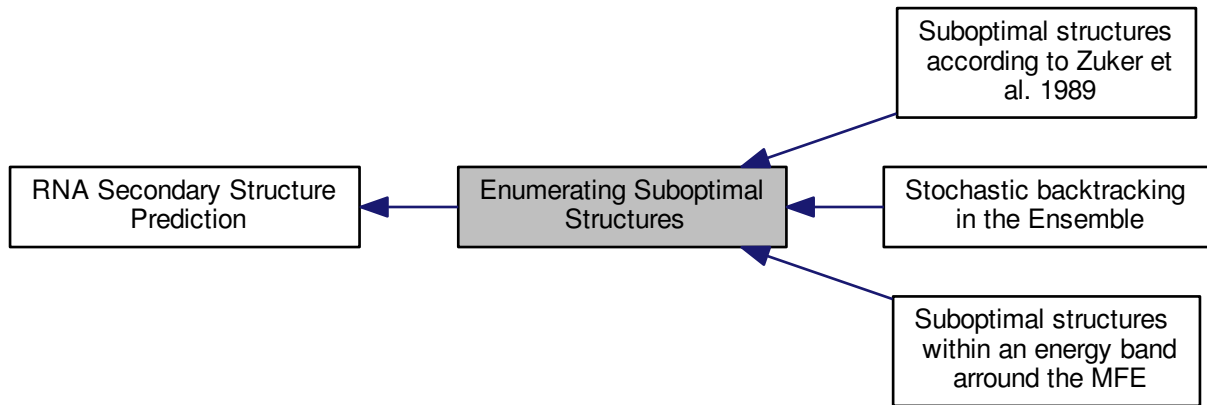 RNA Secondary Structure
Prediction
Enumerating Suboptimal
Structures
Suboptimal structures
according to Zuker et
al. 1989
Stochastic backtracking
in the Ensemble
Suboptimal structures
within an energy band
arround the MFE